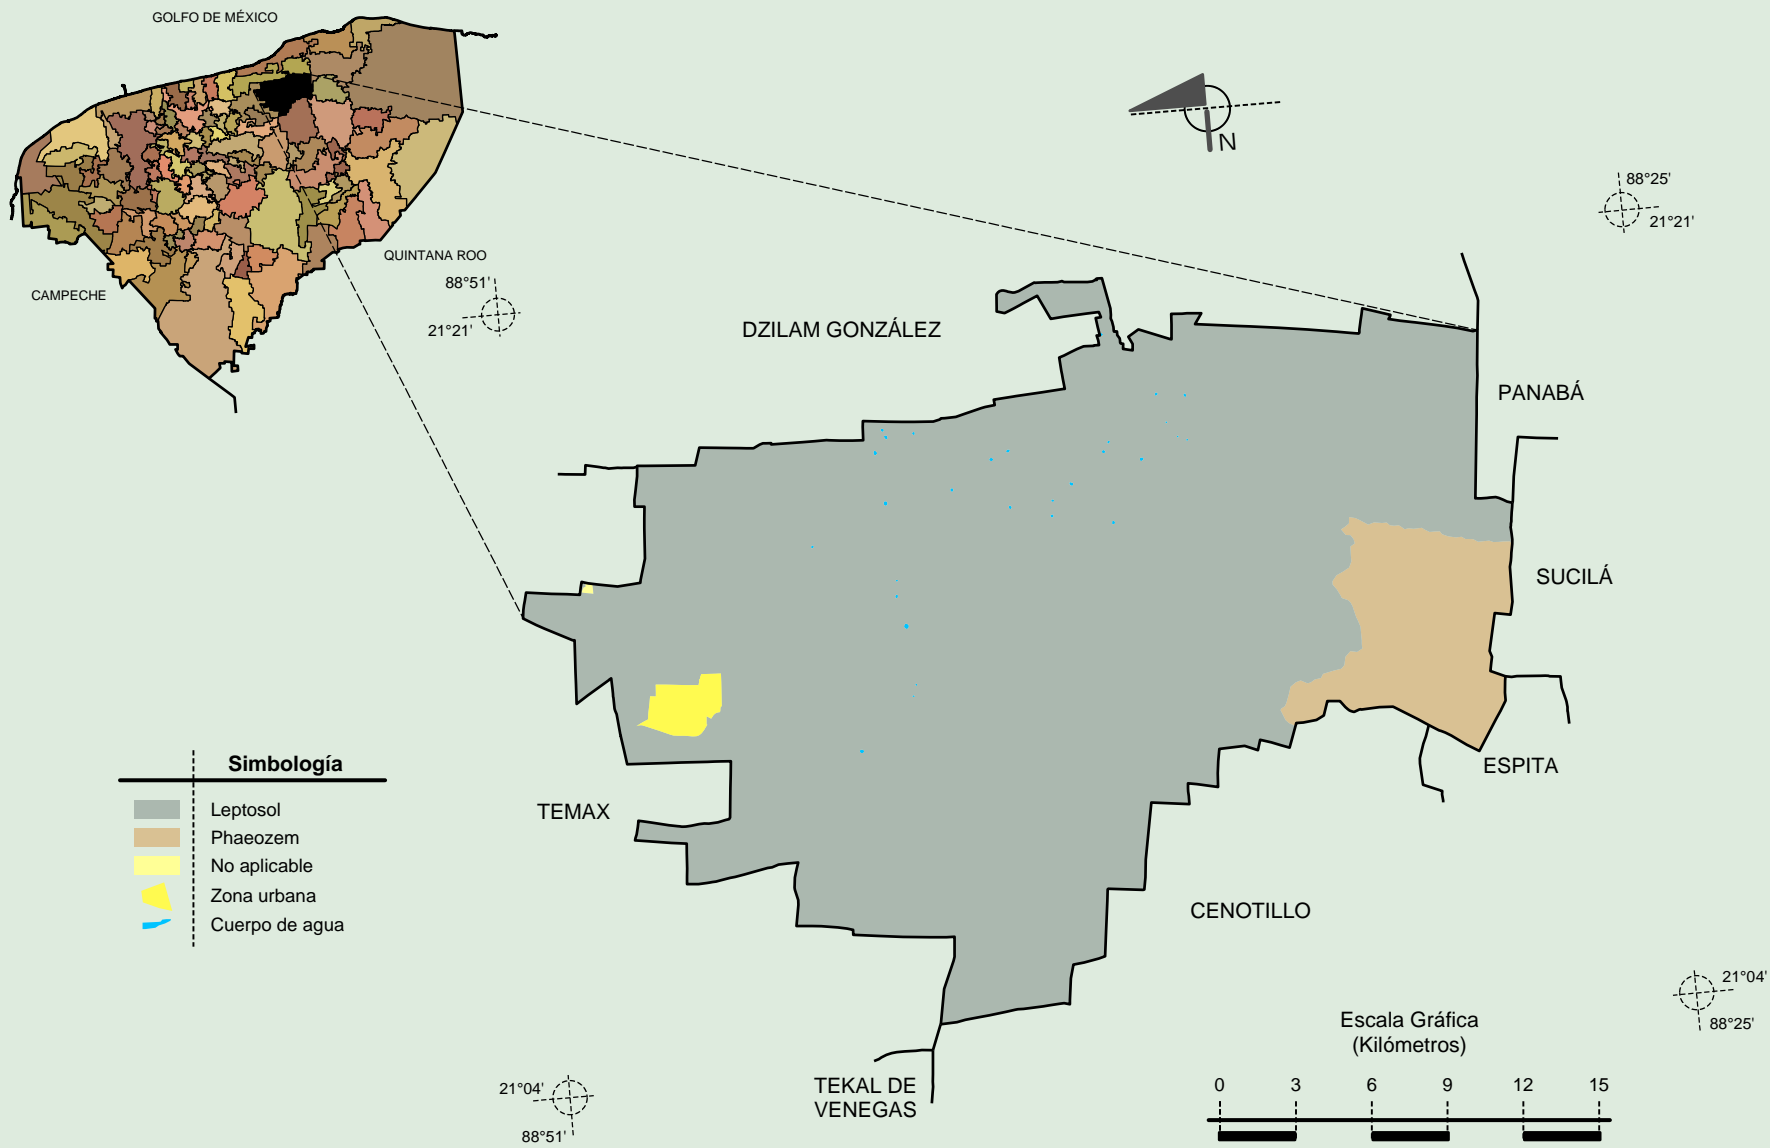 GOLFO DE MÉXICO
N
88°25'
21°21'
QUINTANA ROO
88°51'
CAMPECHE
21°21'
DZILAM GONZÁLEZ
PANABÁ
SUCILÁ
ESPITA
Simbología
Leptosol
Phaeozem
No aplicable
Zona urbana
Cuerpo de agua
TEMAX
CENOTILLO
21°04'
88°25'
Escala Gráfica
(Kilómetros)
0 3 6 9 12 15
TEKAL DE
VENEGAS
21°04'
88°51'